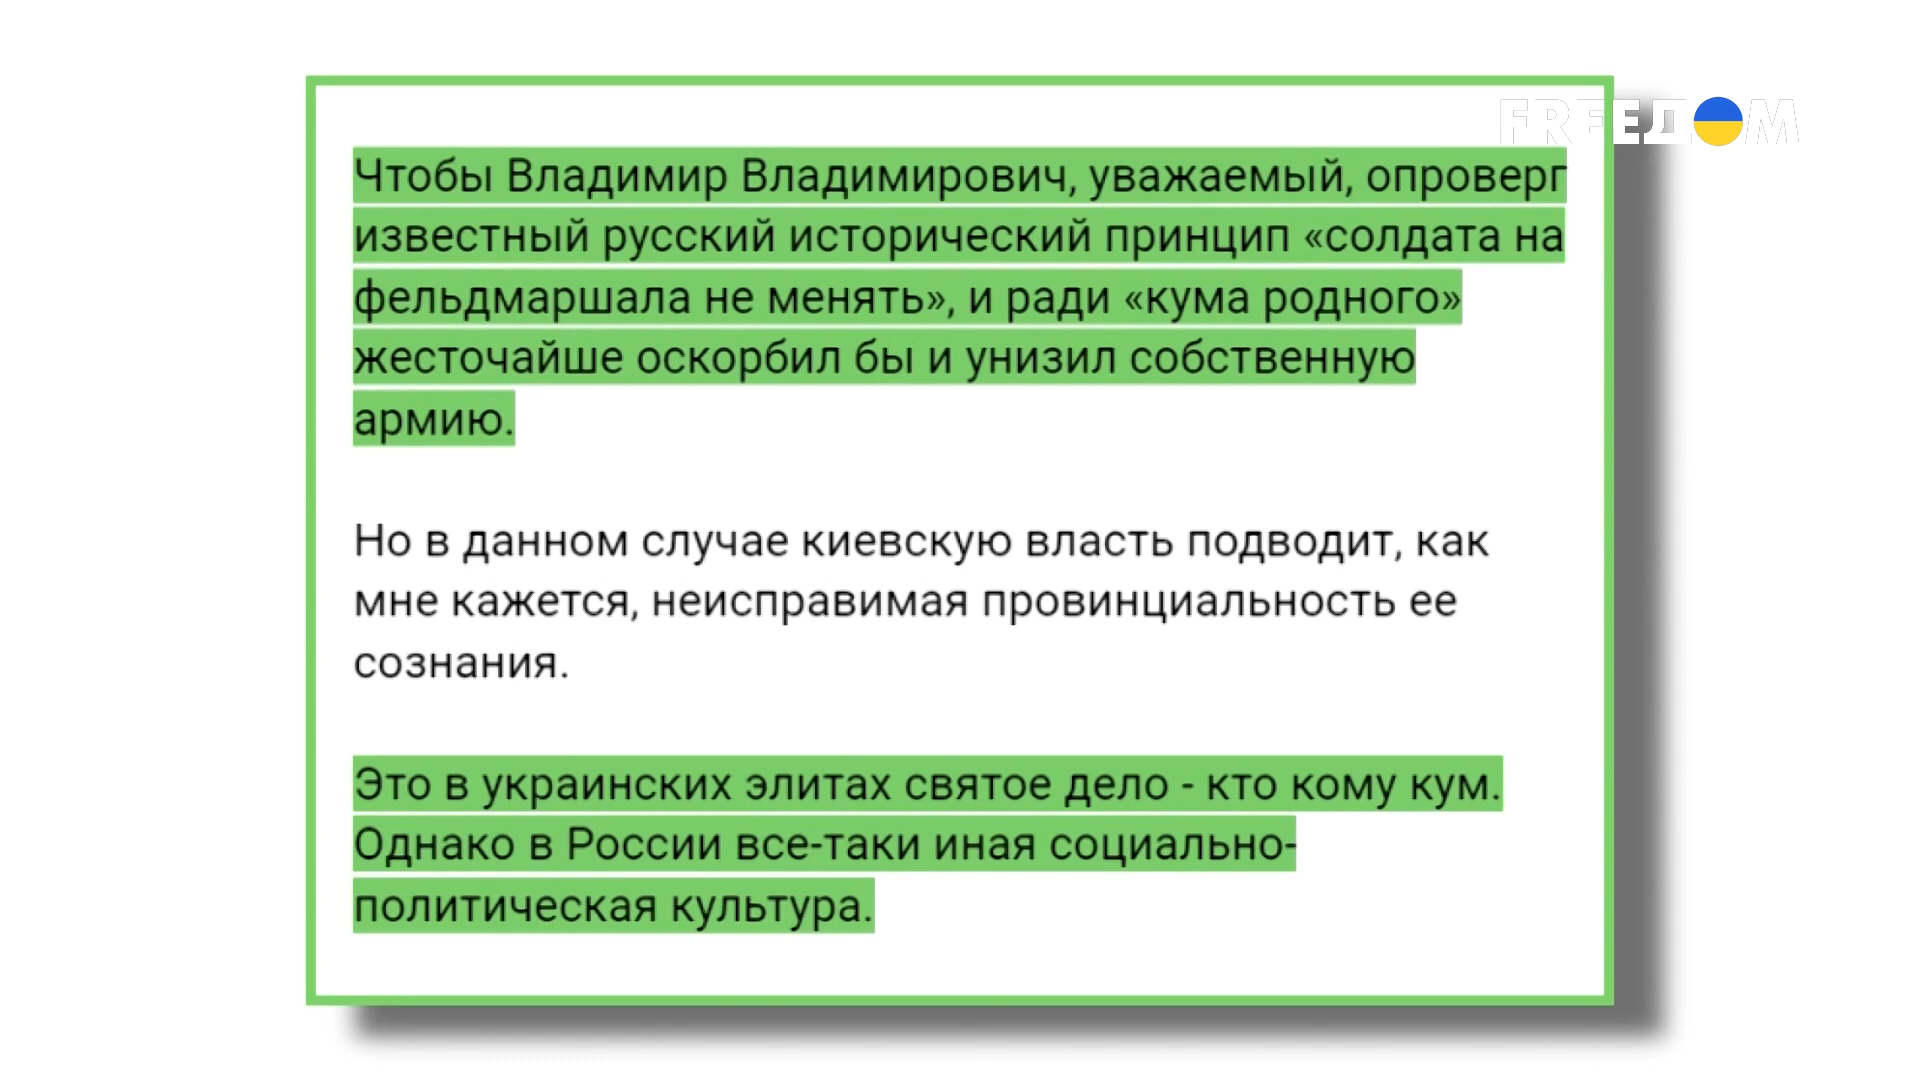 FREEДOM
Чтобы Владимир Владимирович, уважаемый, опроверг
известный русский исторический принцип «солдата на
фельдмаршала не менять», и ради «кума родного»
жесточайше оскорбил бы и унизил собственную
армию.
Но в данном случае киевскую власть подводит, как
мне кажется, неисправимая провинциальность ее
сознания.
Это в украинских элитах святое дело - кто кому кум.
Однако в России все-таки иная социально-
политическая культура.